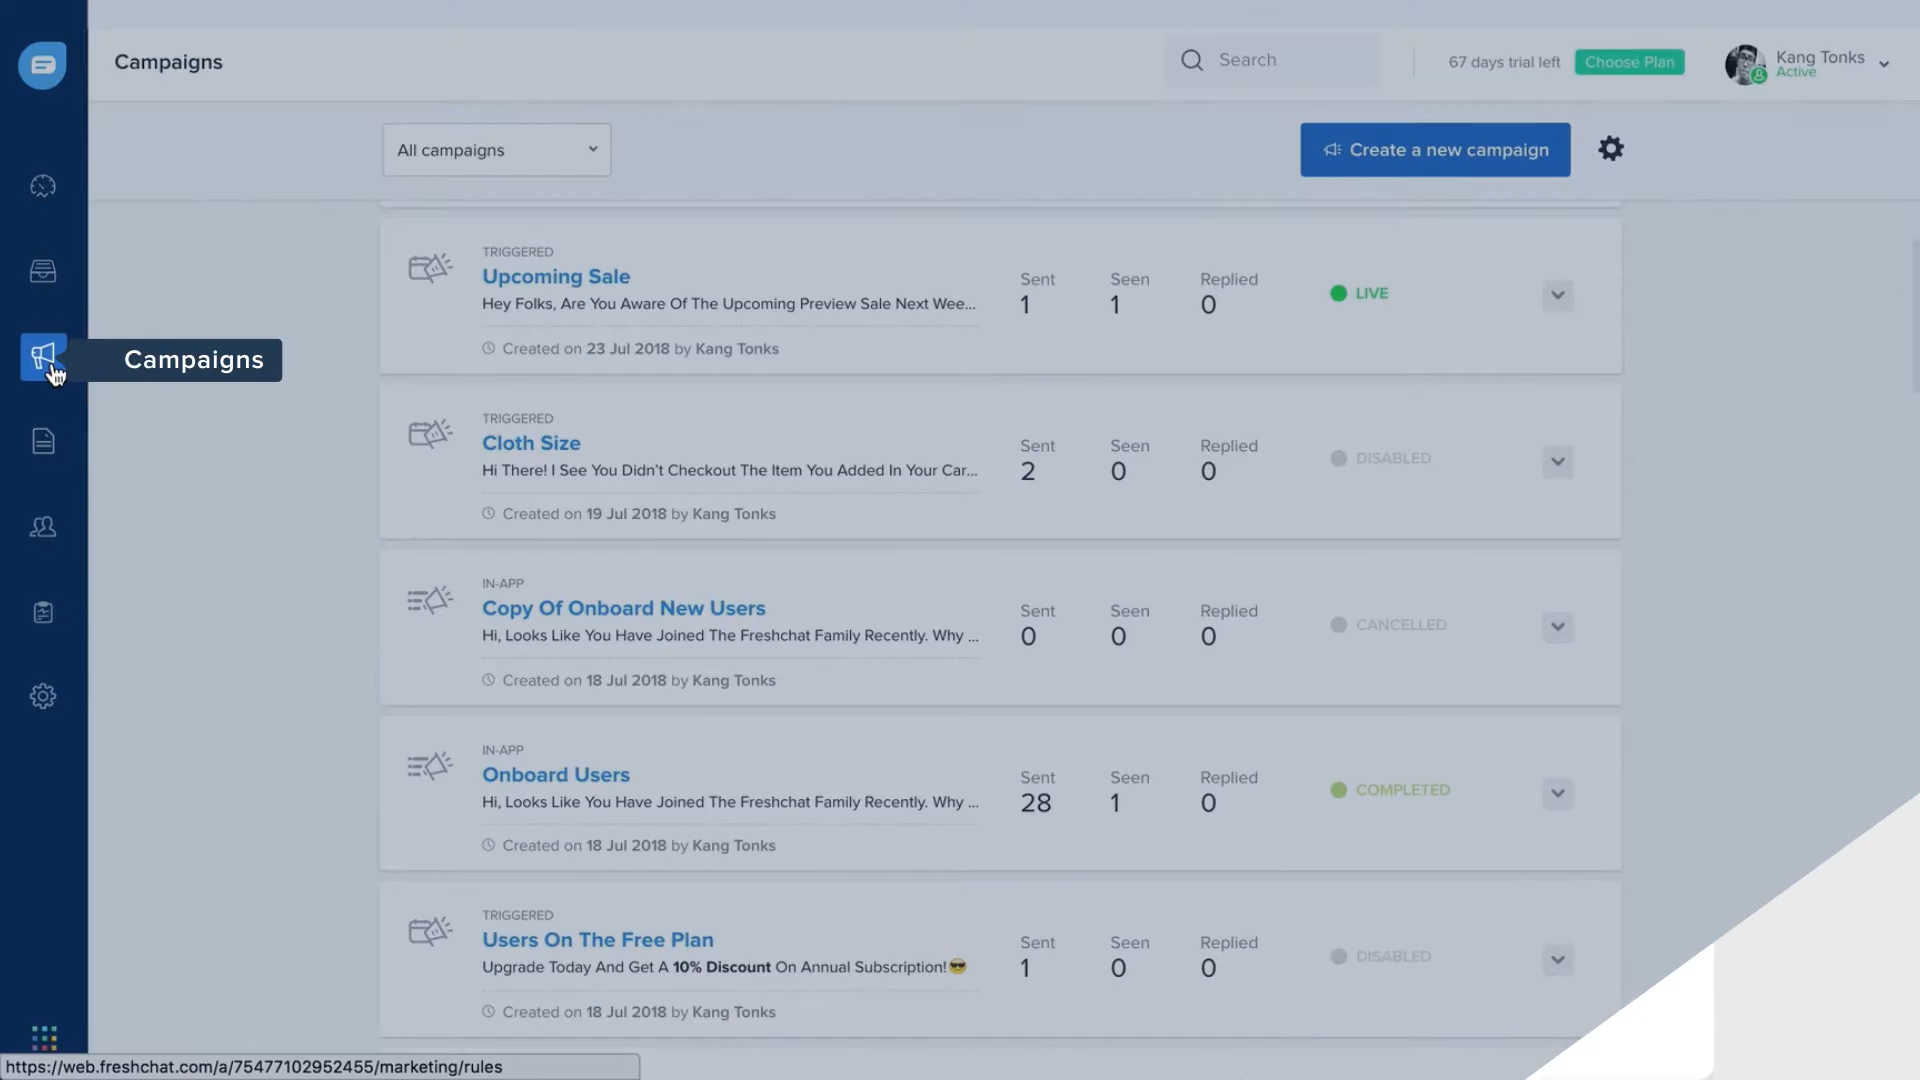 Campaigns
Search
67 days trial left
Choose Plan
Kang Tonks
Active
All campaigns
Create a new campaign
TRIGGERED
Upcoming Sale
Hey Folks, Are You Aware Of The Upcoming Preview Sale Next Wee...
Created on 23 Jul 2018 by Kang Tonks
Sent
1
Seen
1
Replied
0
LIVE
Campaigns
TRIGGERED
Cloth Size
Hi There! I See You Didn't Checkout The Item You Added In Your Car...
Created on 19 Jul 2018 by Kang Tonks
Sent
2
Seen
0
Replied
0
DISABLED
IN-APP
Copy Of Onboard New Users
Hi, Looks Like You Have Joined The Freshchat Family Recently. Why ...
Created on 18 Jul 2018 by Kang Tonks
Sent
0
Seen
0
Replied
0
CANCELLED
IN-APP
Onboard Users
Hi, Looks Like You Have Joined The Freshchat Family Recently. Why ...
Created on 18 Jul 2018 by Kang Tonks
Sent
28
Seen
1
Replied
0
COMPLETED
TRIGGERED
Users On The Free Plan
Upgrade Today And Get A 10% Discount On Annual Subscription!😎
Created on 18 Jul 2018 by Kang Tonks
Sent
1
Seen
0
Replied
0
DISABLED
https://web.freshchat.com/a/75477102952455/marketing/rules